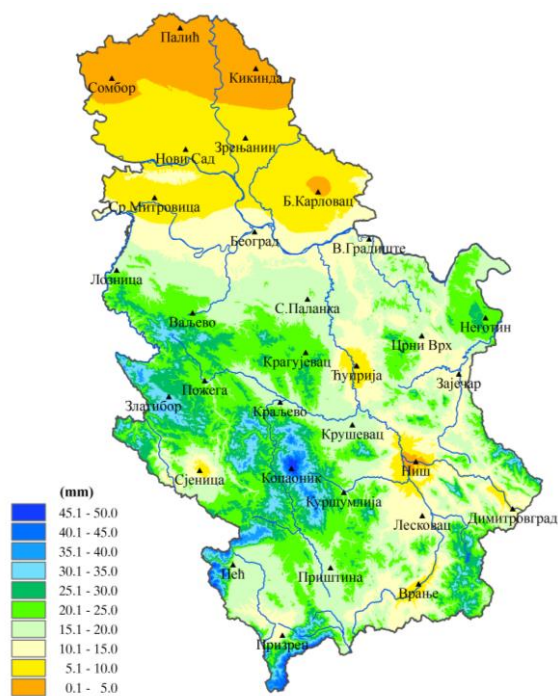 Палић
Сомбор
Кикинда
Зрењанин
Нови Сад
Б.Карловац
Ср.Митровица
Београд
В.Градиште
Лозница
С.Паланка
Ваљево
Неготин
Црни Врх
Крагујевац
Ћуприја
Зајечар
Пожега
Златибор
Краљево
Крушевац
Ниш
Сјеница
Копаоник
Куршумлија
Димитровград
Лесковац
Пећ
Приштина
Врање
Призрен
(mm)
45.1 - 50.0
40.1 - 45.0
35.1 - 40.0
30.1 - 35.0
25.1 - 30.0
20.1 - 25.0
15.1 - 20.0
10.1 - 15.0
5.1 - 10.0
0.1 - 5.0